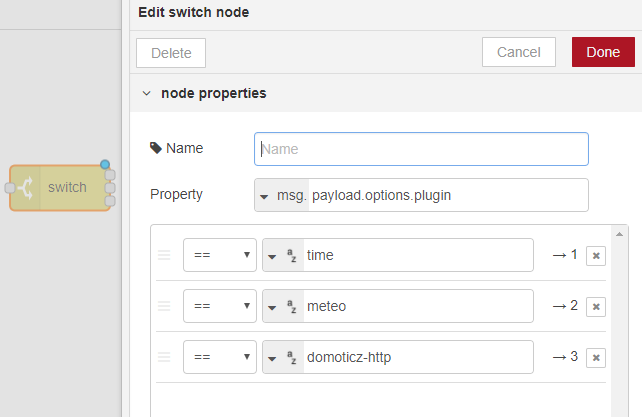 Edit switch node
Delete
Cancel
Done
node properties
Name
Name
switch
Property
msg. payload.options.plugin
== az time → 1 ×
== az meteo → 2 ×
== az domoticz-http → 3 ×